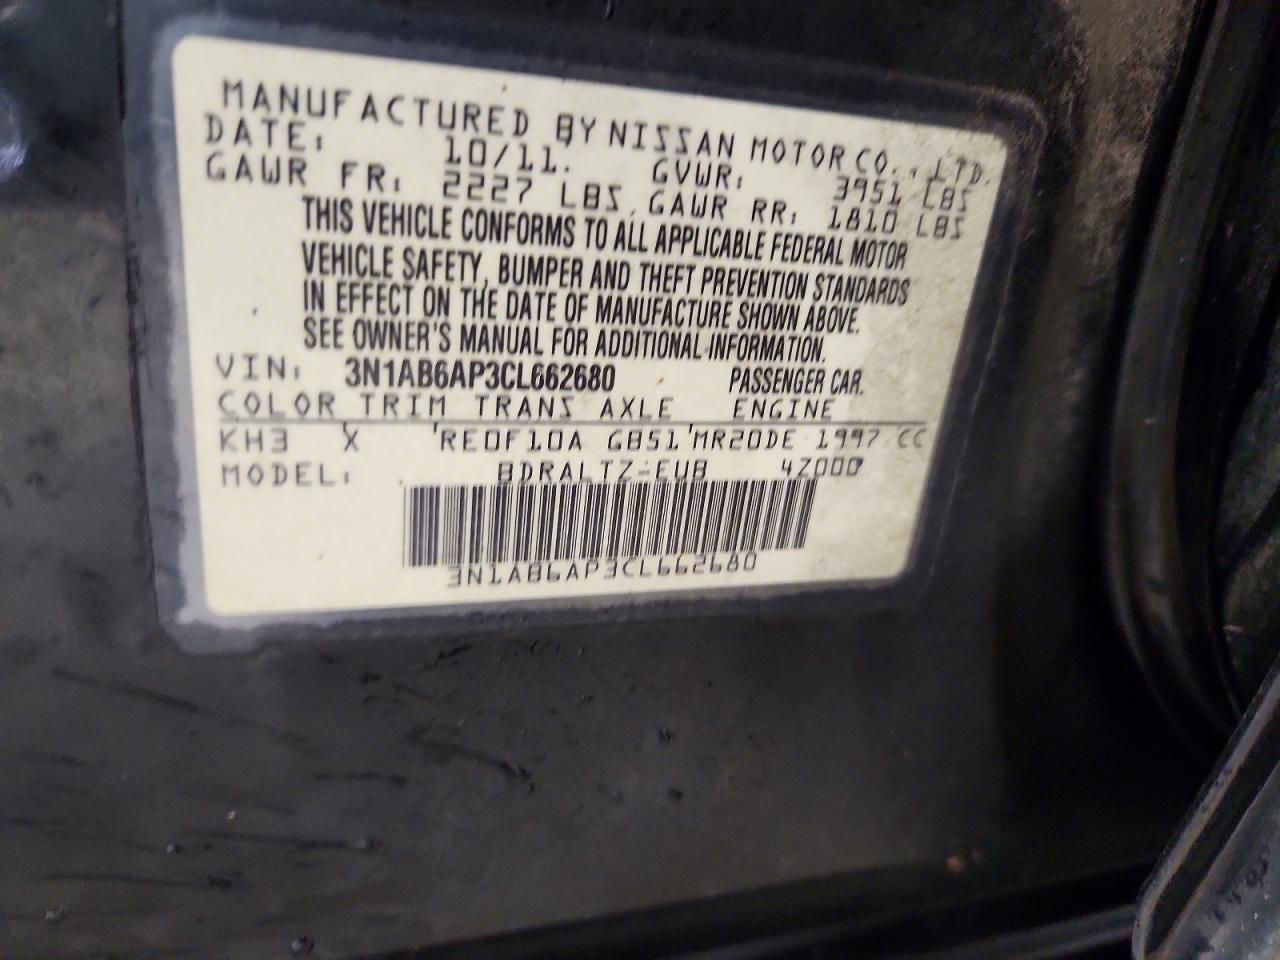 MANUFACTURED BY NISSAN MOTOR CO., LTD.
DATE: 10/11. GVWR: 3951 LBS
GAWR FR: 2227 LBS, GAWR RR: 1810 LBS
THIS VEHICLE CONFORMS TO ALL APPLICABLE FEDERAL MOTOR
VEHICLE SAFETY, BUMPER AND THEFT PREVENTION STANDARDS
IN EFFECT ON THE DATE OF MANUFACTURE SHOWN ABOVE.
SEE OWNER'S MANUAL FOR ADDITIONAL INFORMATION.
VIN: 3N1AB6AP3CL662680 PASSENGER CAR.
COLOR TRIM TRANS AXLE ENGINE
KH3 X RE0F10A GB51 MR20DE 1997 CC
MODEL: BDRALTZ-EUB 4Z000
3N1AB6AP3CL662680